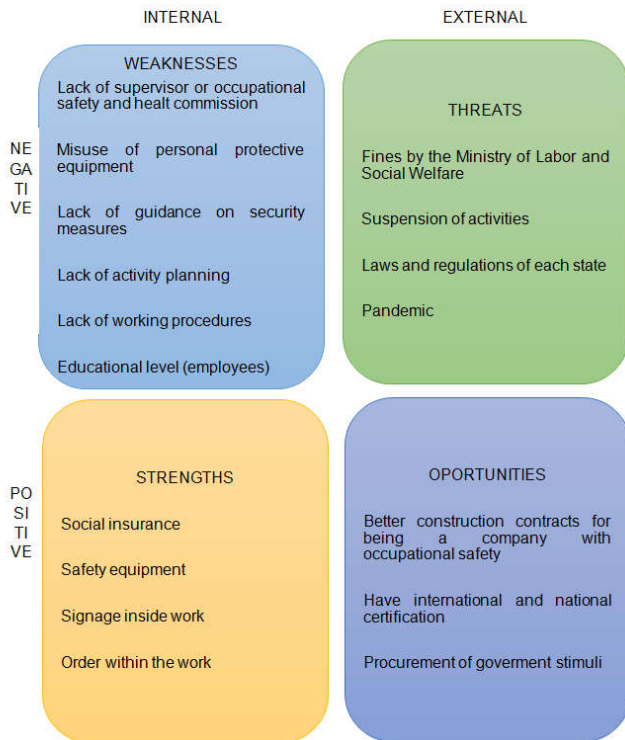 INTERNAL
EXTERNAL
NE
GA
TI
VE
WEAKNESSES
Lack of supervisor or occupational
safety and healt commission
Misuse of personal protective
equipment
Lack of guidance on security
measures
Lack of activity planning
Lack of working procedures
Educational level (employees)
THREATS
Fines by the Ministry of Labor and
Social Welfare
Suspension of activities
Laws and regulations of each state
Pandemic
PO
SI
TI
VE
STRENGTHS
Social insurance
Safety equipment
Signage inside work
Order within the work
OPORTUNITIES
Better construction contracts for
being a company with
occupational safety
Have international and national
certification
Procurement of goverment stimuli